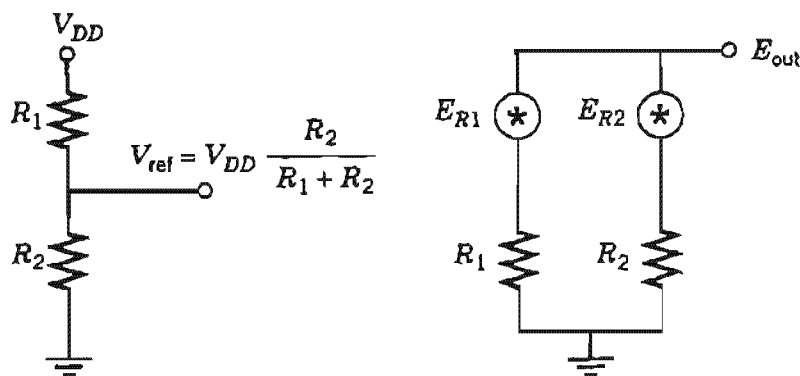 V_DD
R_1
V_ref = V_DD R_2 / (R_1 + R_2)
R_2
E_out
E_R1 *
E_R2 *
R_1
R_2